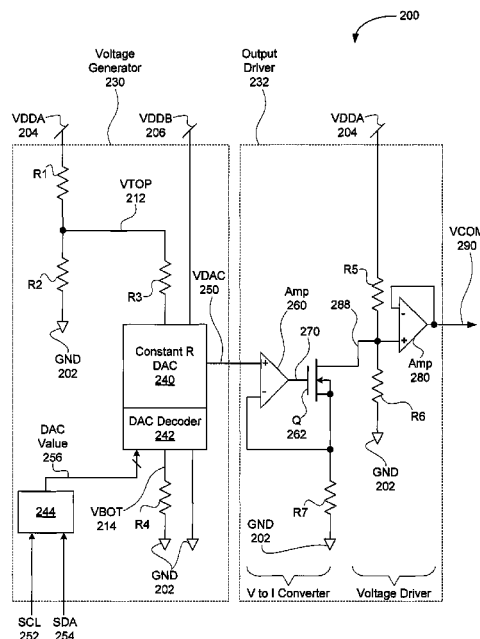 200
Voltage
Generator
230
Output
Driver
232
VDDA
204
VDDB
206
VDDA
204
R1
VTOP
212
VCOM
290
R2
R3
VDAC
250
R5
Amp
260
288
270
GND
202
Constant R
DAC
240
Amp
280
Q
262
R6
DAC
Value
256
DAC Decoder
242
GND
202
244
VBOT
214
R4
R7
GND
202
GND
202
SCL
252
SDA
254
V to I Converter
Voltage Driver